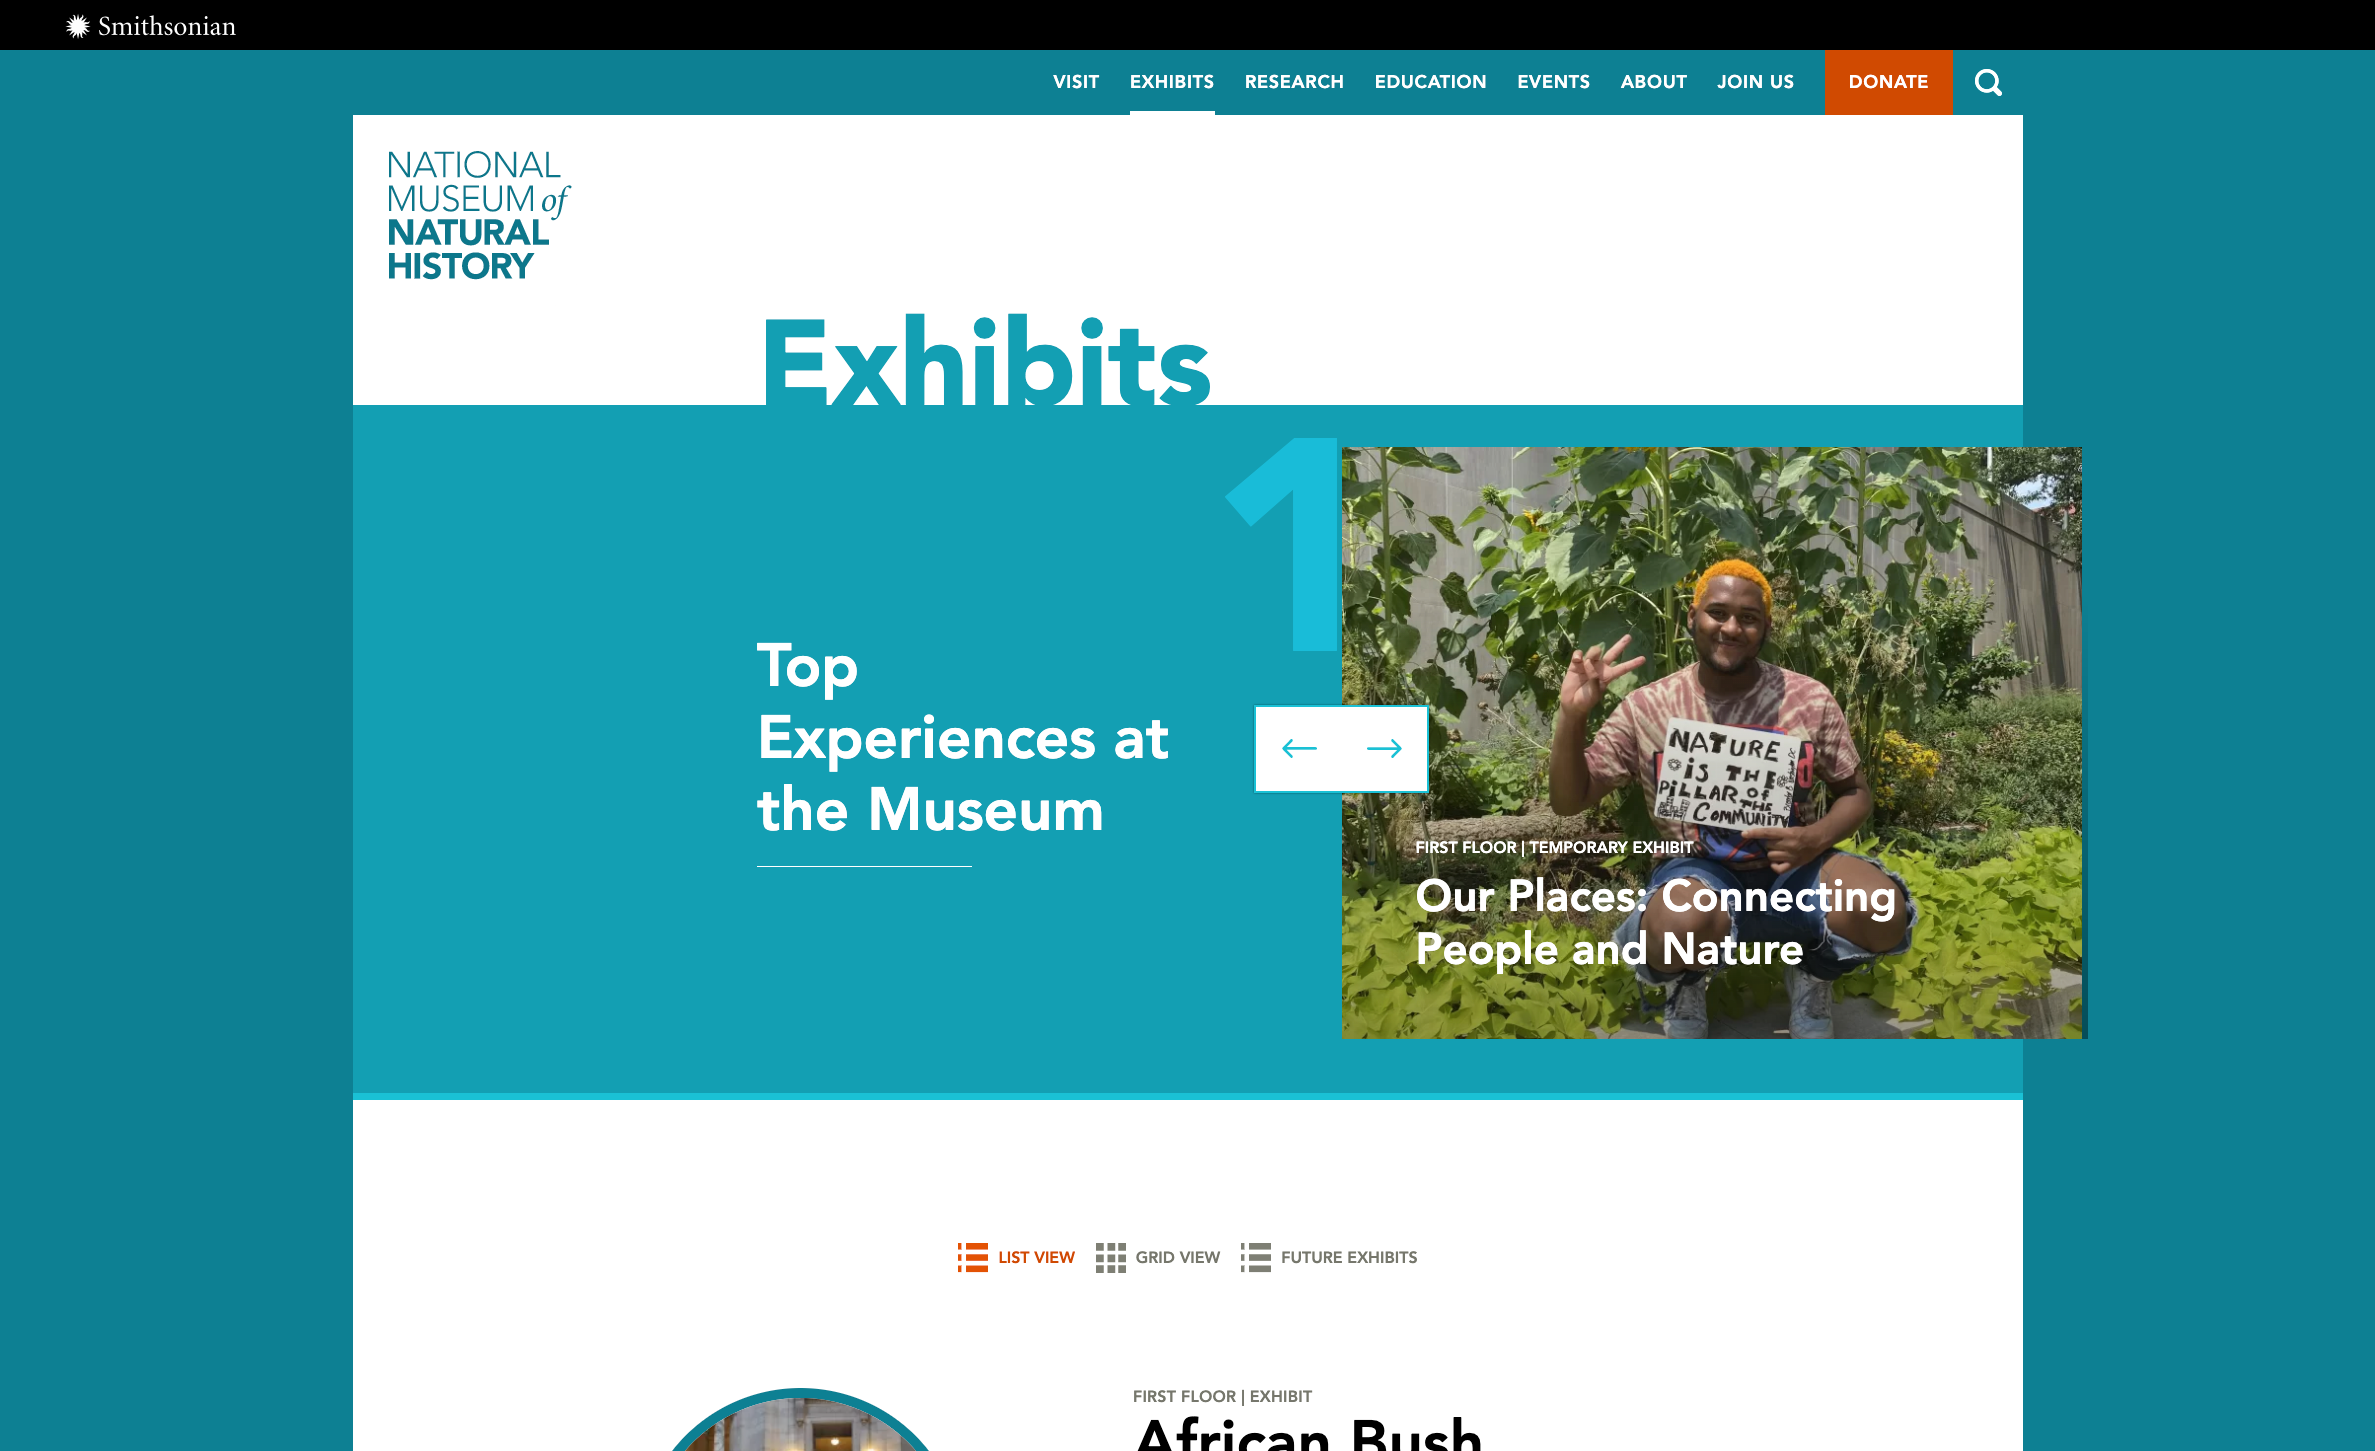 Smithsonian
VISIT EXHIBITS RESEARCH EDUCATION EVENTS ABOUT JOIN US DONATE
NATIONAL
MUSEUM of
NATURAL
HISTORY
Exhibits
1
Top
Experiences at
the Museum
NATURE
IS THE
PiLLAR of
THE
COMMUNITY
FIRST FLOOR | TEMPORARY EXHIBIT
Our Places: Connecting
People and Nature
LIST VIEW GRID VIEW FUTURE EXHIBITS
FIRST FLOOR | EXHIBIT
African Bush